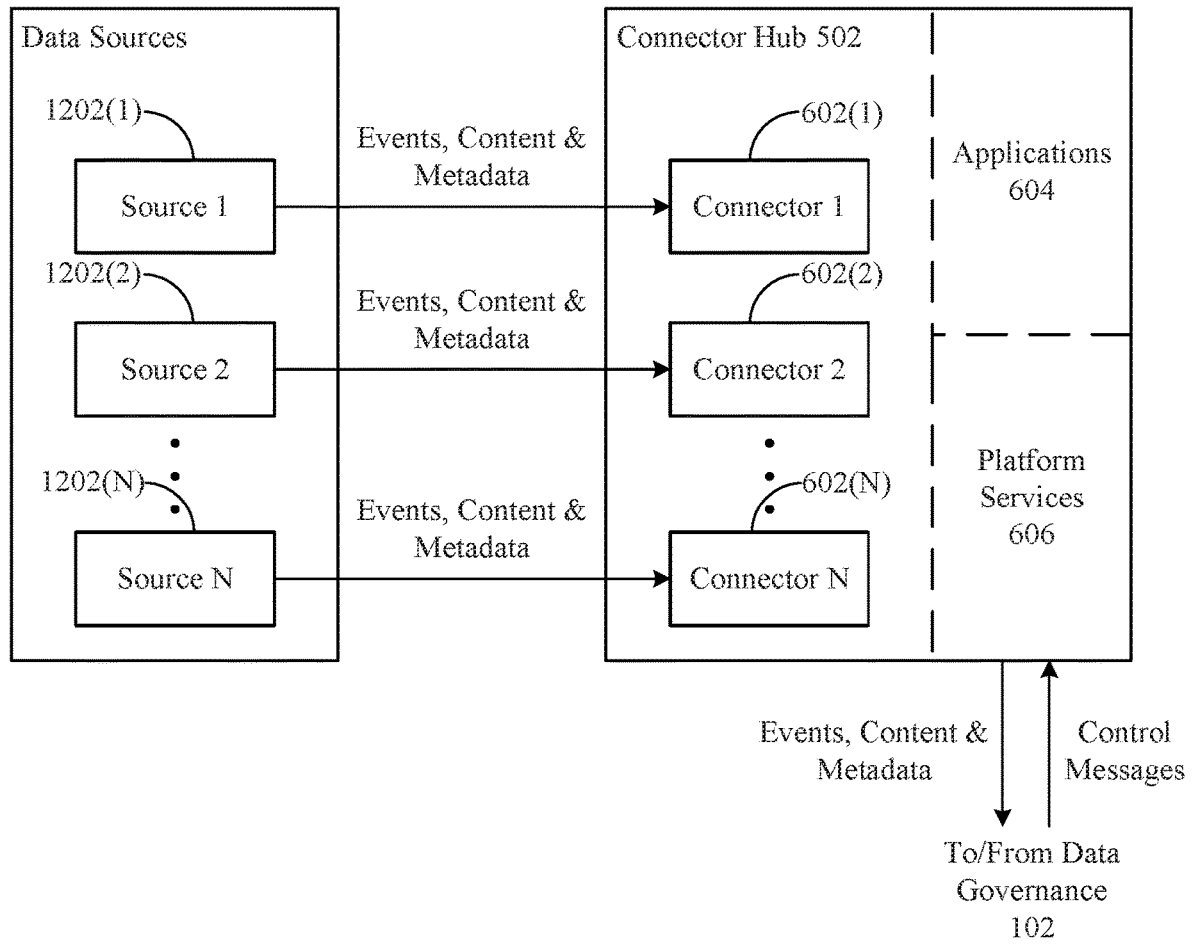 Data Sources
Connector Hub 502
1202(1)
602(1)
Events, Content &
Metadata
Applications
604
Source 1
Connector 1
1202(2)
602(2)
Events, Content &
Metadata
Source 2
Connector 2
Platform
Services
606
1202(N)
602(N)
Events, Content &
Metadata
Source N
Connector N
Events, Content &
Metadata
Control
Messages
To/From Data
Governance
102